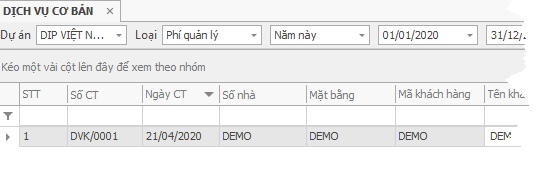 DỊCH VỤ CƠ BẢN ×
Dự án DIP VIỆT N... Loại Phí quản lý Năm này 01/01/2020 31/12/
Kéo một vài cột lên đây để xem theo nhóm
STT Số CT Ngày CT Số nhà Mặt bằng Mã khách hàng Tên
1 DVK/0001 21/04/2020 DEMO DEMO DEMO